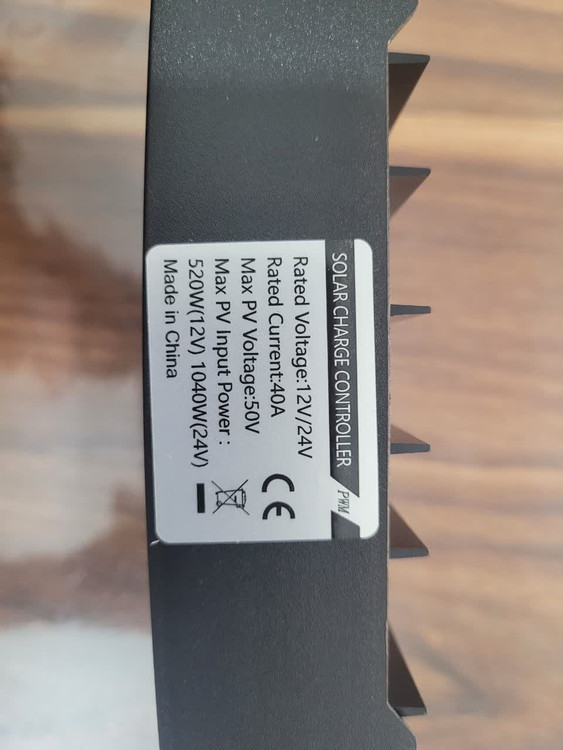 SOLAR CHARGE CONTROLLER PWM
Rated Voltage:12V/24V
Rated Current:40A
Max PV Voltage:50V
Max PV Input Power :
520W(12V) 1040W(24V)
Made in China
CE